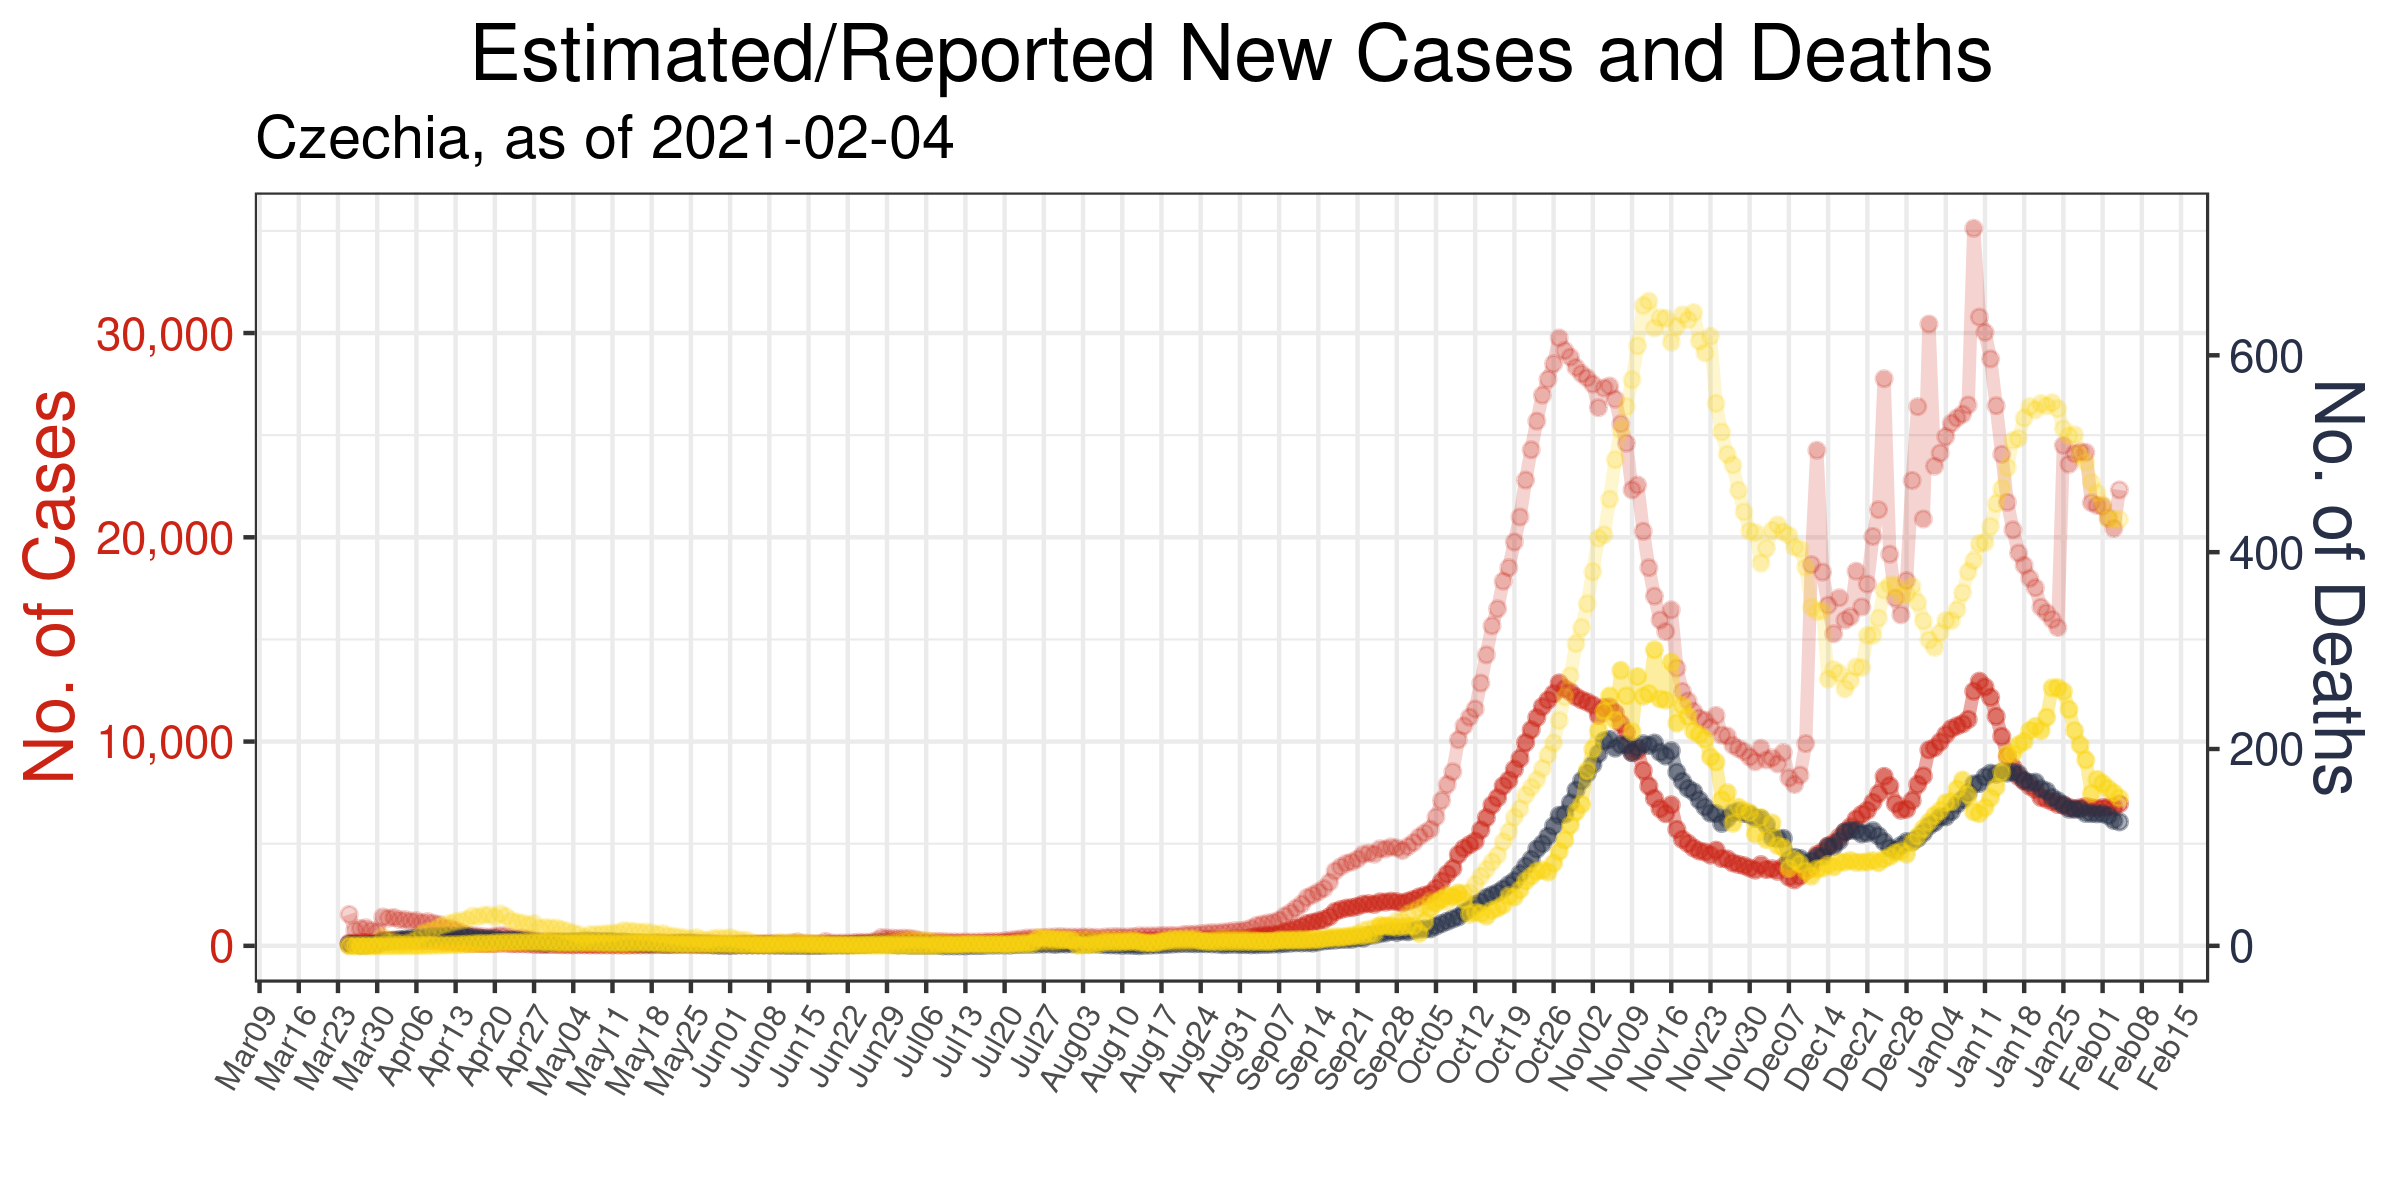 Estimated/Reported New Cases and Deaths
Czechia, as of 2021-02-04
No. of Cases
30,000
20,000
10,000
0
No. of Deaths
600
400
200
0
Mar09
Mar16
Mar23
Mar30
Apr06
Apr13
Apr20
Apr27
May04
May11
May18
May25
Jun01
Jun08
Jun15
Jun22
Jun29
Jul06
Jul13
Jul20
Jul27
Aug03
Aug10
Aug17
Aug24
Aug31
Sep07
Sep14
Sep21
Sep28
Oct05
Oct12
Oct19
Oct26
Nov02
Nov09
Nov16
Nov23
Nov30
Dec07
Dec14
Dec21
Dec28
Jan04
Jan11
Jan18
Jan25
Feb01
Feb08
Feb15